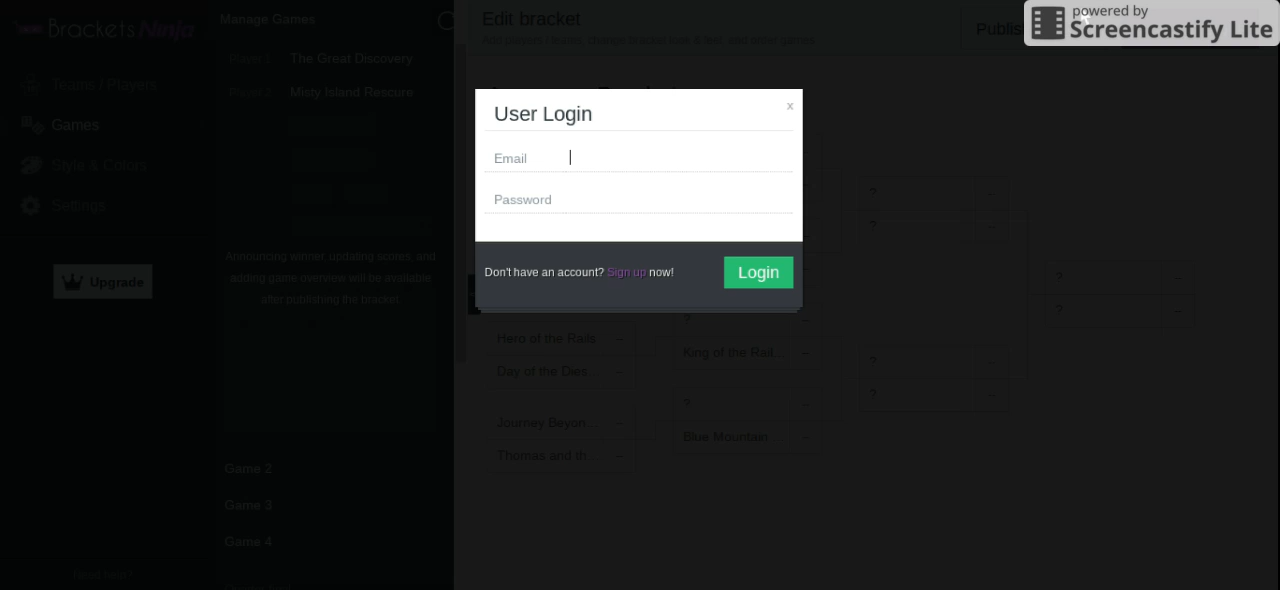 BracketsNinja
Teams / Players
Games
Style & Colors
Settings
Upgrade
Need help?
Manage Games
Player 1 The Great Discovery
Player 2 Misty Island Rescure
Announcing winner, updating scores, and
adding game overview will be available
after publishing the bracket
Game 2
Game 3
Game 4
Edit bracket
powered by
Screencastify Lite
User Login
x
Email
Password
Don't have an account? Sign up now!
Login
? --
? --
? --
? --
? --
? --
?
King of the Rail... --
? --
Blue Mountain ... --
Hero of the Rails --
Day of the Dies... --
Journey Beyon... --
Thomas and th... --